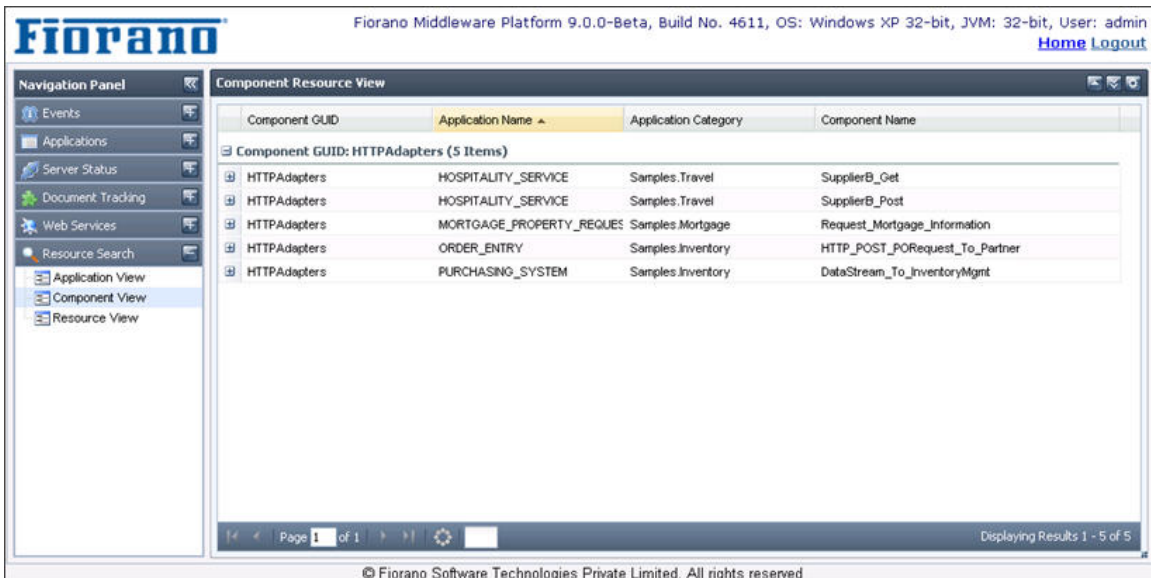 Fiorano
Fiorano Middleware Platform 9.0.0-Beta, Build No. 4611, OS: Windows XP 32-bit, JVM: 32-bit, User: admin
Home Logout
Navigation Panel
Events
Applications
Server Status
Document Tracking
Web Services
Resource Search
Application View
Component View
Resource View
Component Resource View
Component GUID Application Name Application Category Component Name
Component GUID: HTTPAdapters (5 Items)
HTTPAdapters HOSPITALITY_SERVICE Samples.Travel SupplierB_Get
HTTPAdapters HOSPITALITY_SERVICE Samples.Travel SupplierB_Post
HTTPAdapters MORTGAGE_PROPERTY_REQUES Samples.Mortgage Request_Mortgage_Information
HTTPAdapters ORDER_ENTRY Samples.Inventory HTTP_POST_PORequest_To_Partner
HTTPAdapters PURCHASING_SYSTEM Samples.Inventory DataStream_To_InventoryMgmt
Page 1 of 1 Displaying Results 1 - 5 of 5
© Fiorano Software Technologies Private Limited. All rights reserved